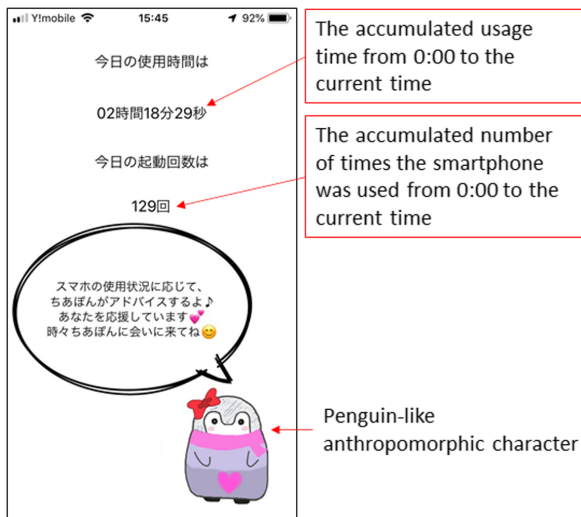 Y!mobile 15:45 92%
今日の使用時間は
02時間18分29秒
今日の起動回数は
129回
スマホの使用状況に応じて、
ちあぽんがアドバイスするよ♪
あなたを応援しています💕
時々ちあぽんに会いに来てね😊
The accumulated usage
time from 0:00 to the
current time
The accumulated number
of times the smartphone
was used from 0:00 to the
current time
Penguin-like
anthropomorphic character